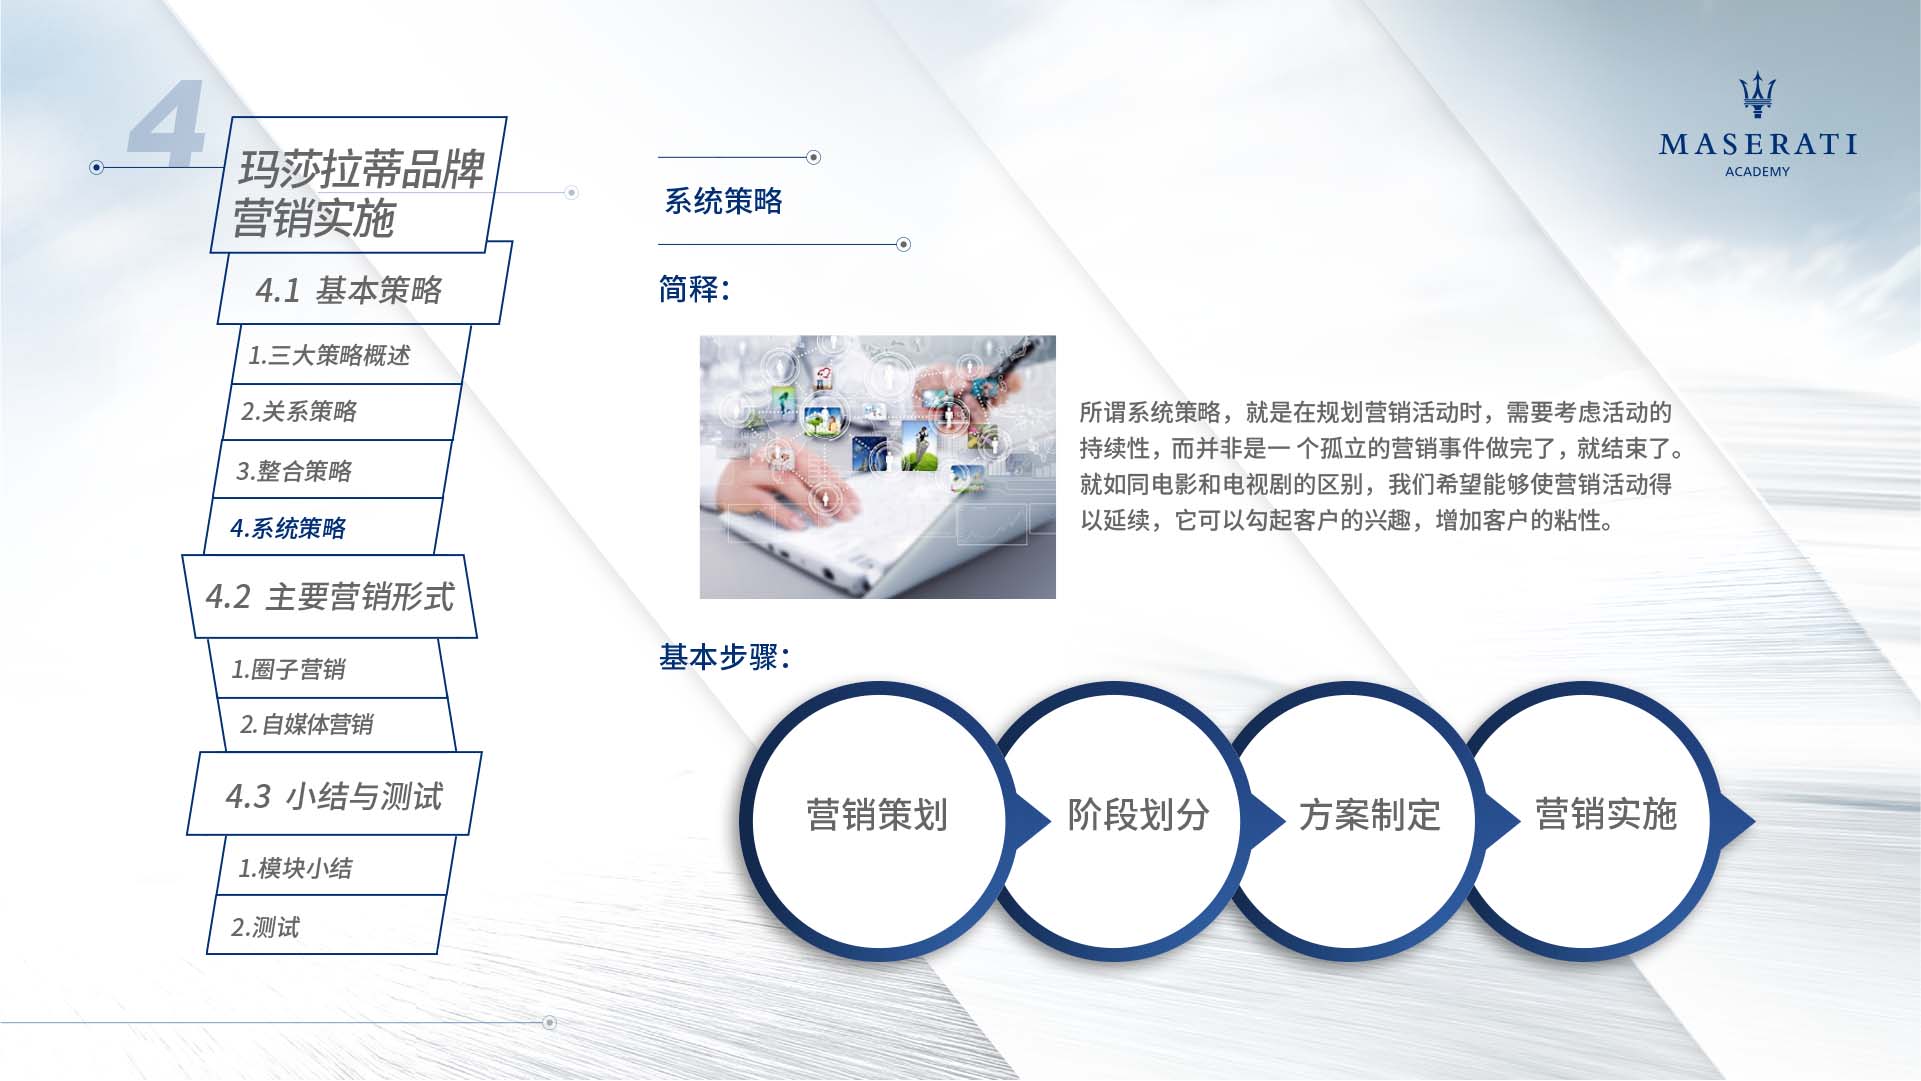 4
玛莎拉蒂品牌
营销实施
4.1 基本策略
1.三大策略概述
2.关系策略
3.整合策略
4.系统策略
4.2 主要营销形式
1.圈子营销
2.自媒体营销
4.3 小结与测试
1.模块小结
2.测试
MASERATI
ACADEMY
系统策略
简释：
所谓系统策略，就是在规划营销活动时，需要考虑活动的
持续性，而并非是一 个孤立的营销事件做完了，就结束了。
就如同电影和电视剧的区别，我们希望能够使营销活动得
以延续，它可以勾起客户的兴趣，增加客户的粘性。
基本步骤：
营销策划
阶段划分
方案制定
营销实施